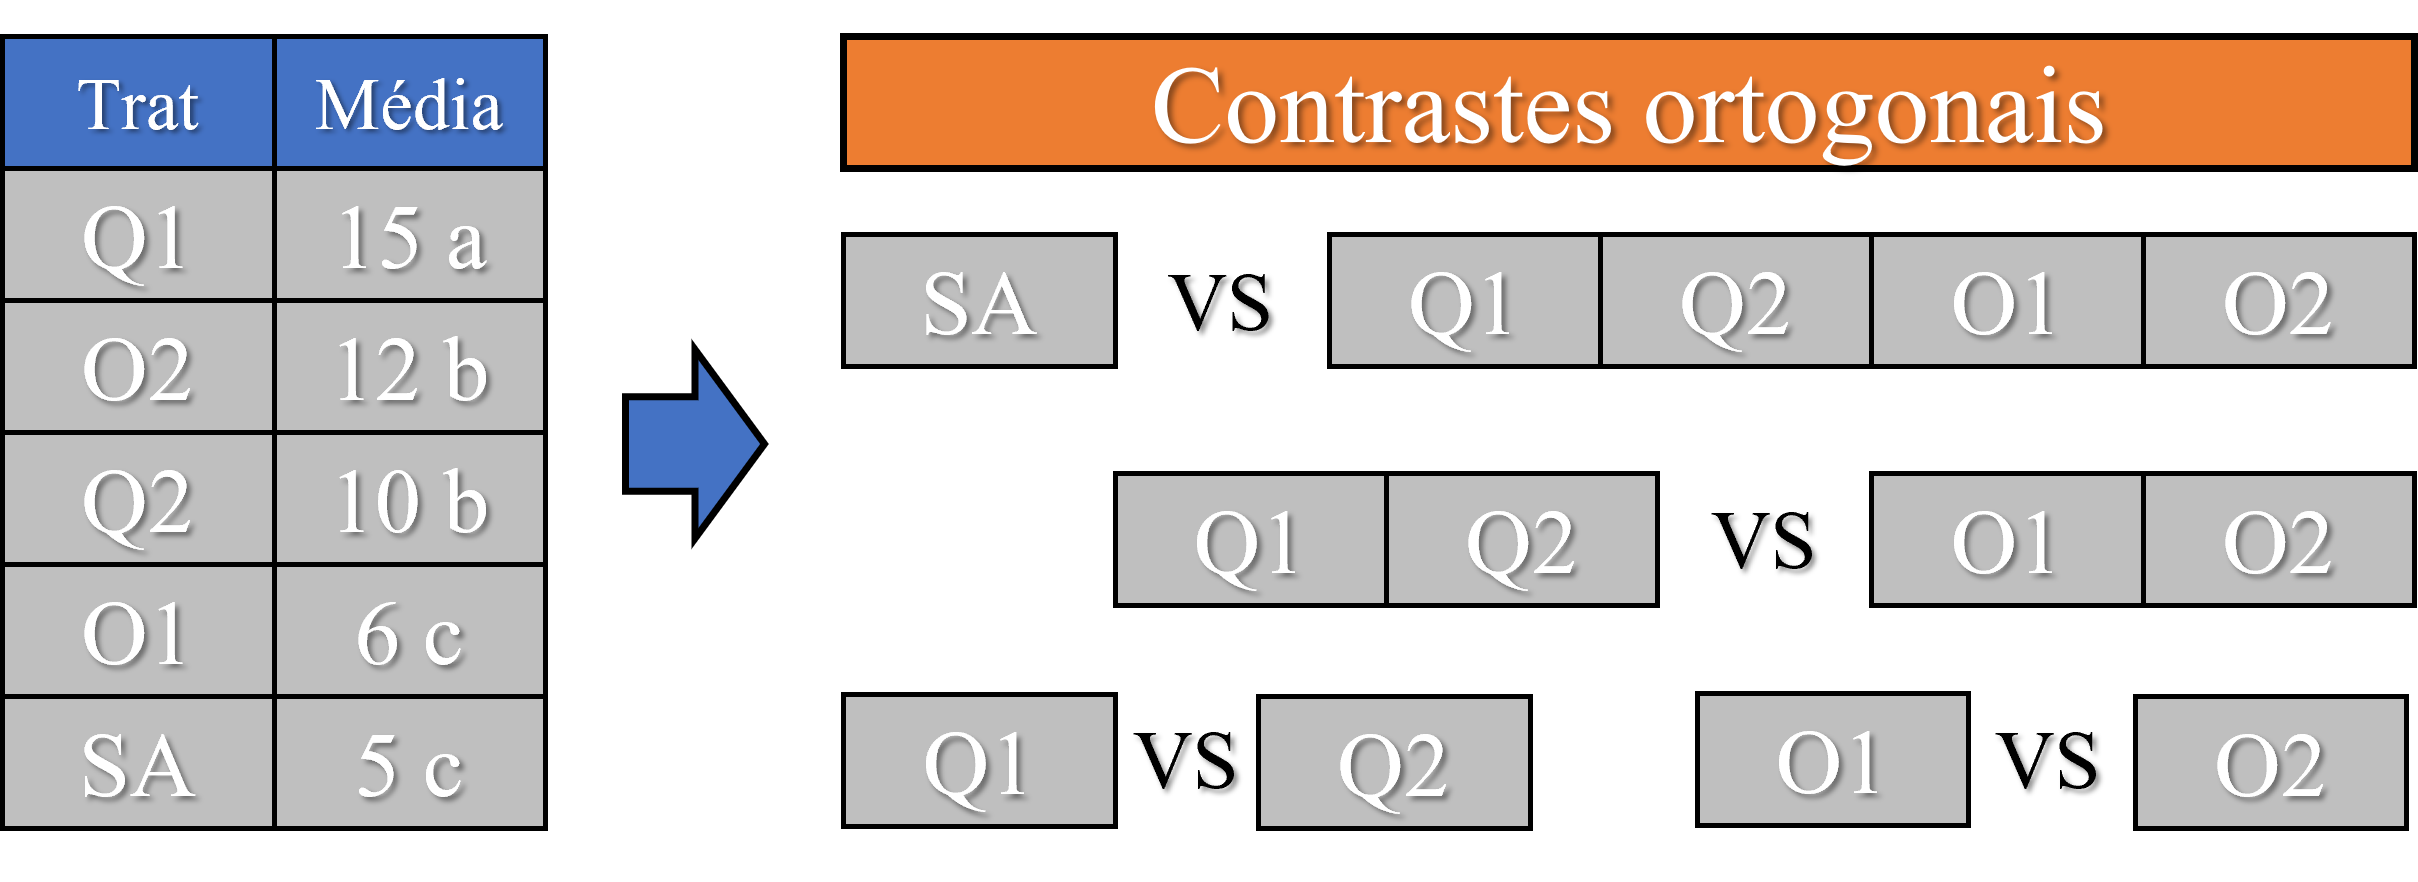 Trat Média
Q1 15 a
O2 12 b
Q2 10 b
O1 6 c
SA 5 c
Contrastes ortogonais
SA VS Q1 Q2 O1 O2
Q1 Q2 VS O1 O2
Q1 VS Q2 O1 VS O2